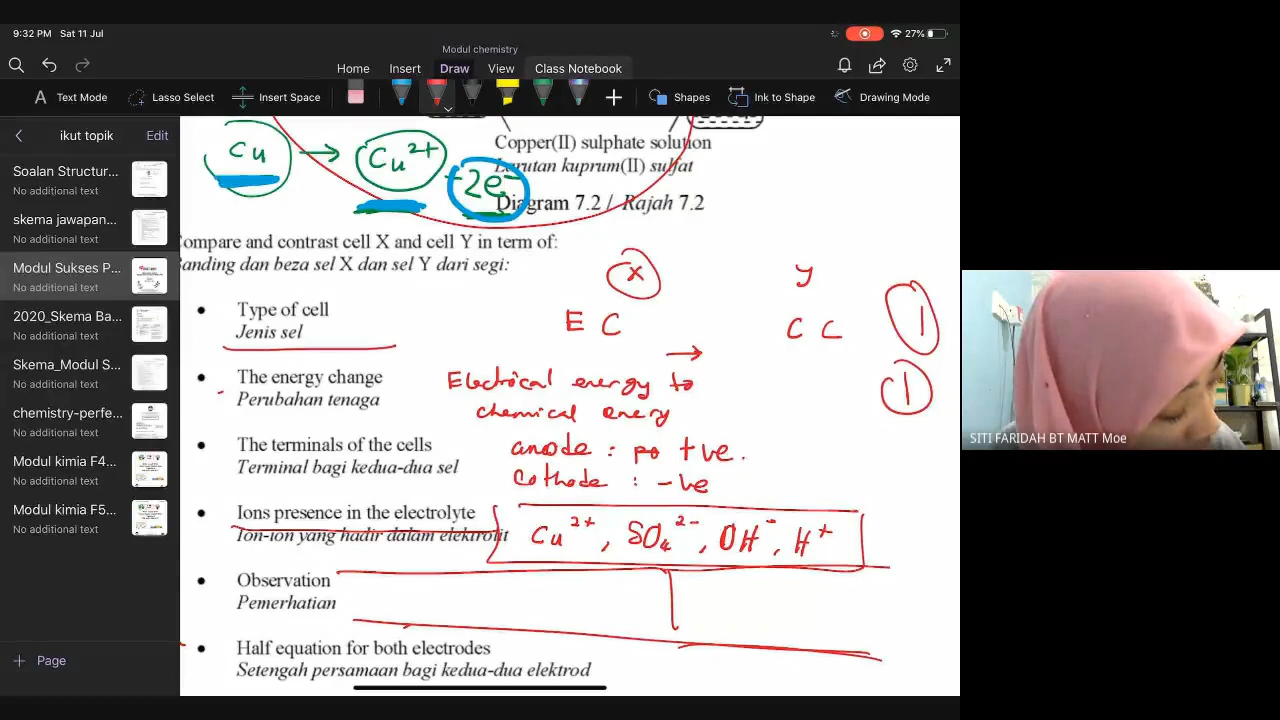 9:32 PM Sat 11 Jul
27%
Modul chemistry
Home Insert Draw View Class Notebook
Text Mode Lasso Select Insert Space Shapes Ink to Shape Drawing Mode
ikut topik Edit
Soalan Structur...
No additional text
skema jawapan...
No additional text
Modul Sukses P...
No additional text
2020_Skema Ba...
No additional text
Skema_Modul S...
No additional text
chemistry-perfe...
No additional text
Modul kimia F4...
No additional text
Modul kimia F5...
No additional text
Page
Copper(II) sulphate solution
Larutan kuprum(II) sulfat
Cu → Cu²⁺ + 2e⁻
Diagram 7.2 / Rajah 7.2
Compare and contrast cell X and cell Y in term of:
Banding dan beza sel X dan sel Y dari segi:
X Y
• Type of cell
Jenis sel
E C C C 1
→
• The energy change
Perubahan tenaga
Electrical energy to
chemical energy
1
• The terminals of the cells
Terminal bagi kedua-dua sel
anode : po +ve.
Cathode : -ve
• Ions presence in the electrolyte
Ion-ion yang hadir dalam elektrolit
Cu²⁺, SO₄²⁻, OH⁻, H⁺
• Observation
Pemerhatian
• Half equation for both electrodes
Setengah persamaan bagi kedua-dua elektrod
SITI FARIDAH BT MATT Moe